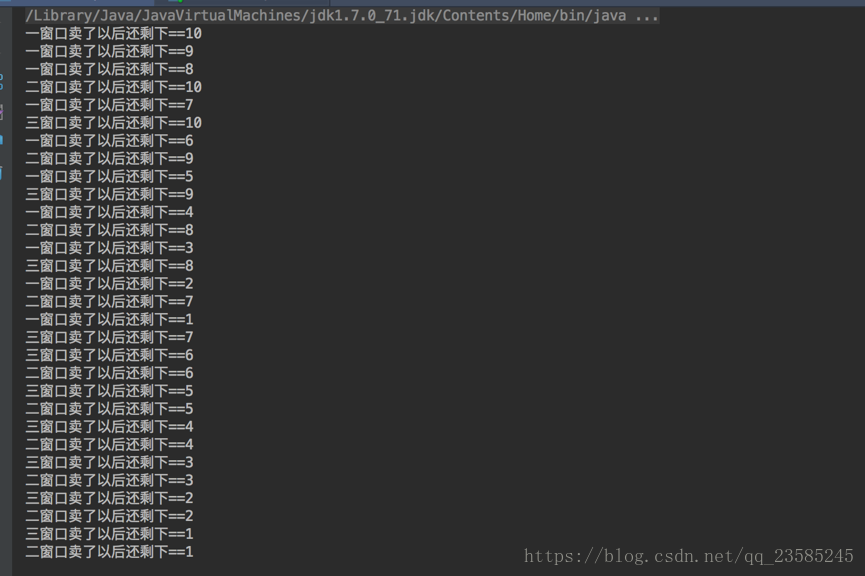 /Library/Java/JavaVirtualMachines/jdk1.7.0_71.jdk/Contents/Home/bin/java ...
一窗口卖了以后还剩下==10
一窗口卖了以后还剩下==9
一窗口卖了以后还剩下==8
二窗口卖了以后还剩下==10
一窗口卖了以后还剩下==7
三窗口卖了以后还剩下==10
一窗口卖了以后还剩下==6
二窗口卖了以后还剩下==9
一窗口卖了以后还剩下==5
三窗口卖了以后还剩下==9
一窗口卖了以后还剩下==4
二窗口卖了以后还剩下==8
一窗口卖了以后还剩下==3
三窗口卖了以后还剩下==8
一窗口卖了以后还剩下==2
二窗口卖了以后还剩下==7
一窗口卖了以后还剩下==1
三窗口卖了以后还剩下==7
三窗口卖了以后还剩下==6
二窗口卖了以后还剩下==6
三窗口卖了以后还剩下==5
二窗口卖了以后还剩下==5
三窗口卖了以后还剩下==4
二窗口卖了以后还剩下==4
三窗口卖了以后还剩下==3
二窗口卖了以后还剩下==3
三窗口卖了以后还剩下==2
二窗口卖了以后还剩下==2
三窗口卖了以后还剩下==1
二窗口卖了以后还剩下==1
https://blog.csdn.net/qq_23585245